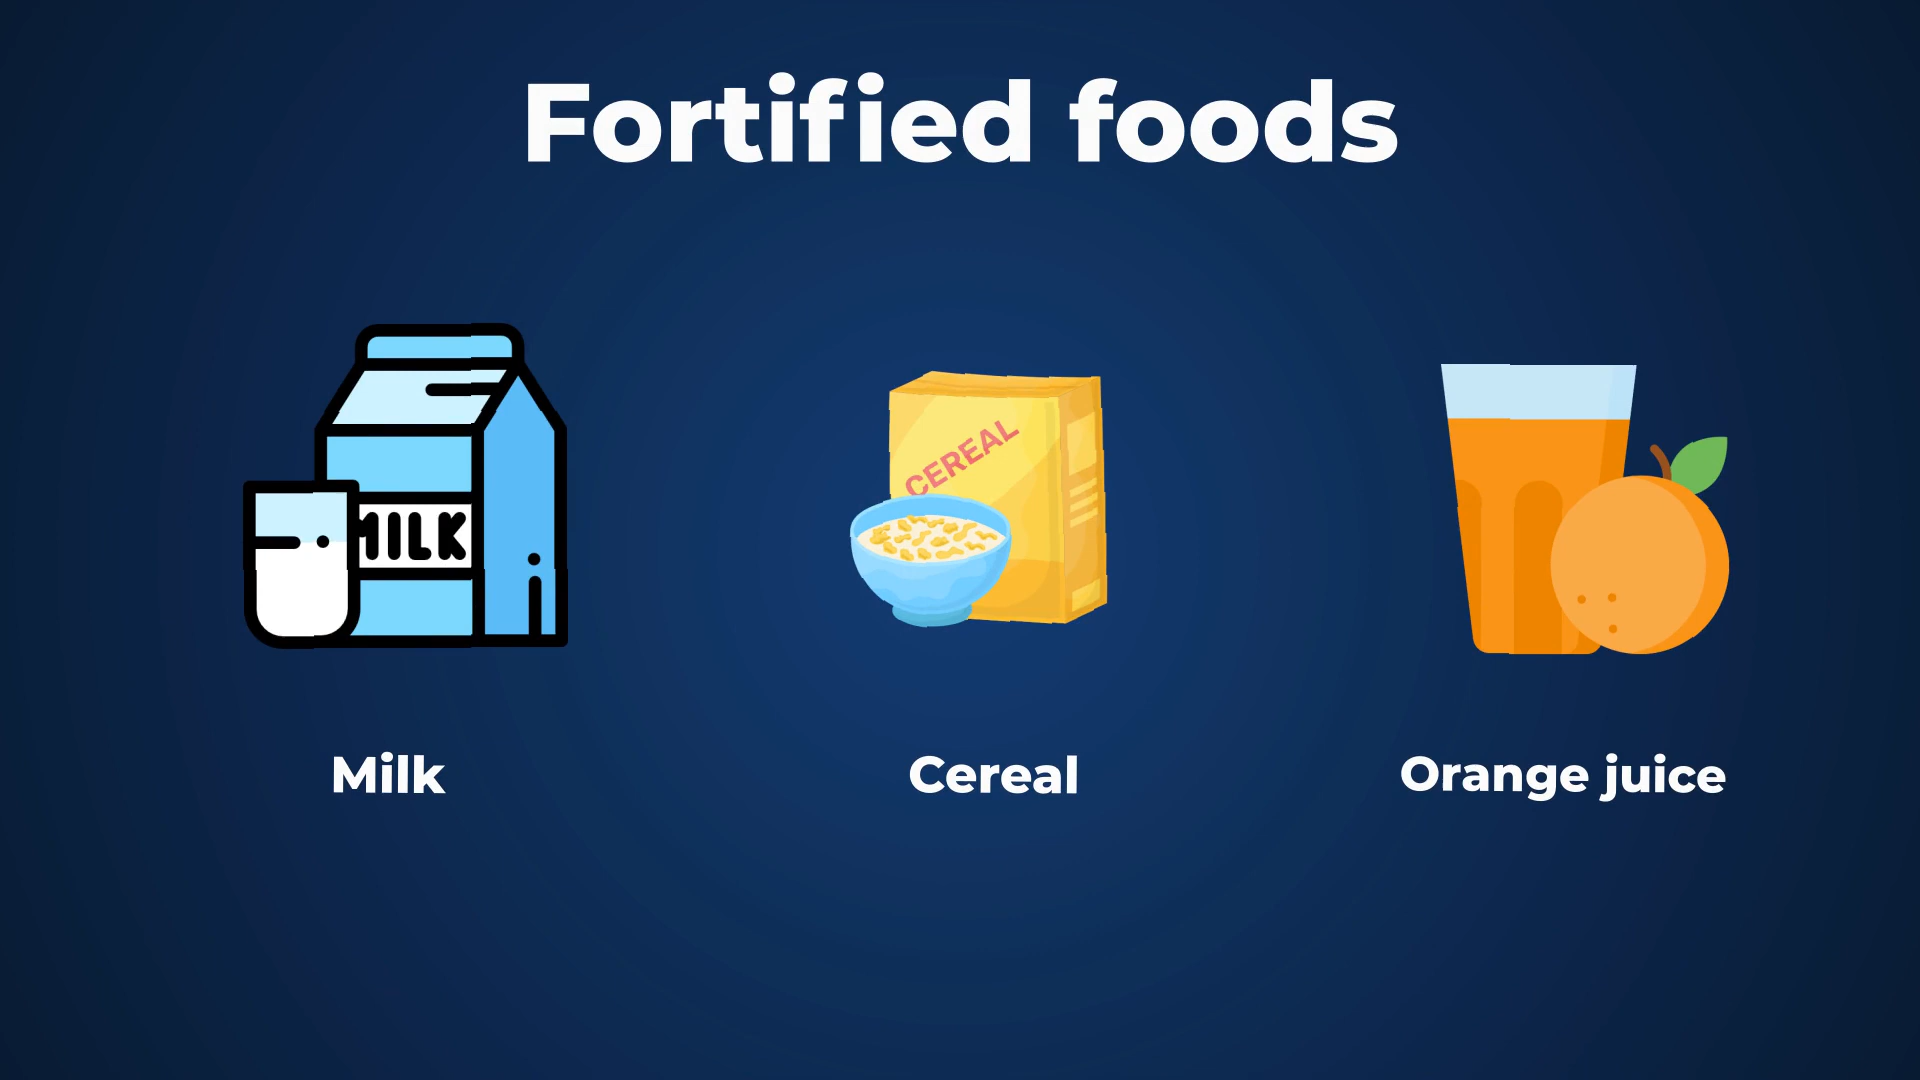 Fortified foods
MILK
CEREAL
Milk
Cereal
Orange juice